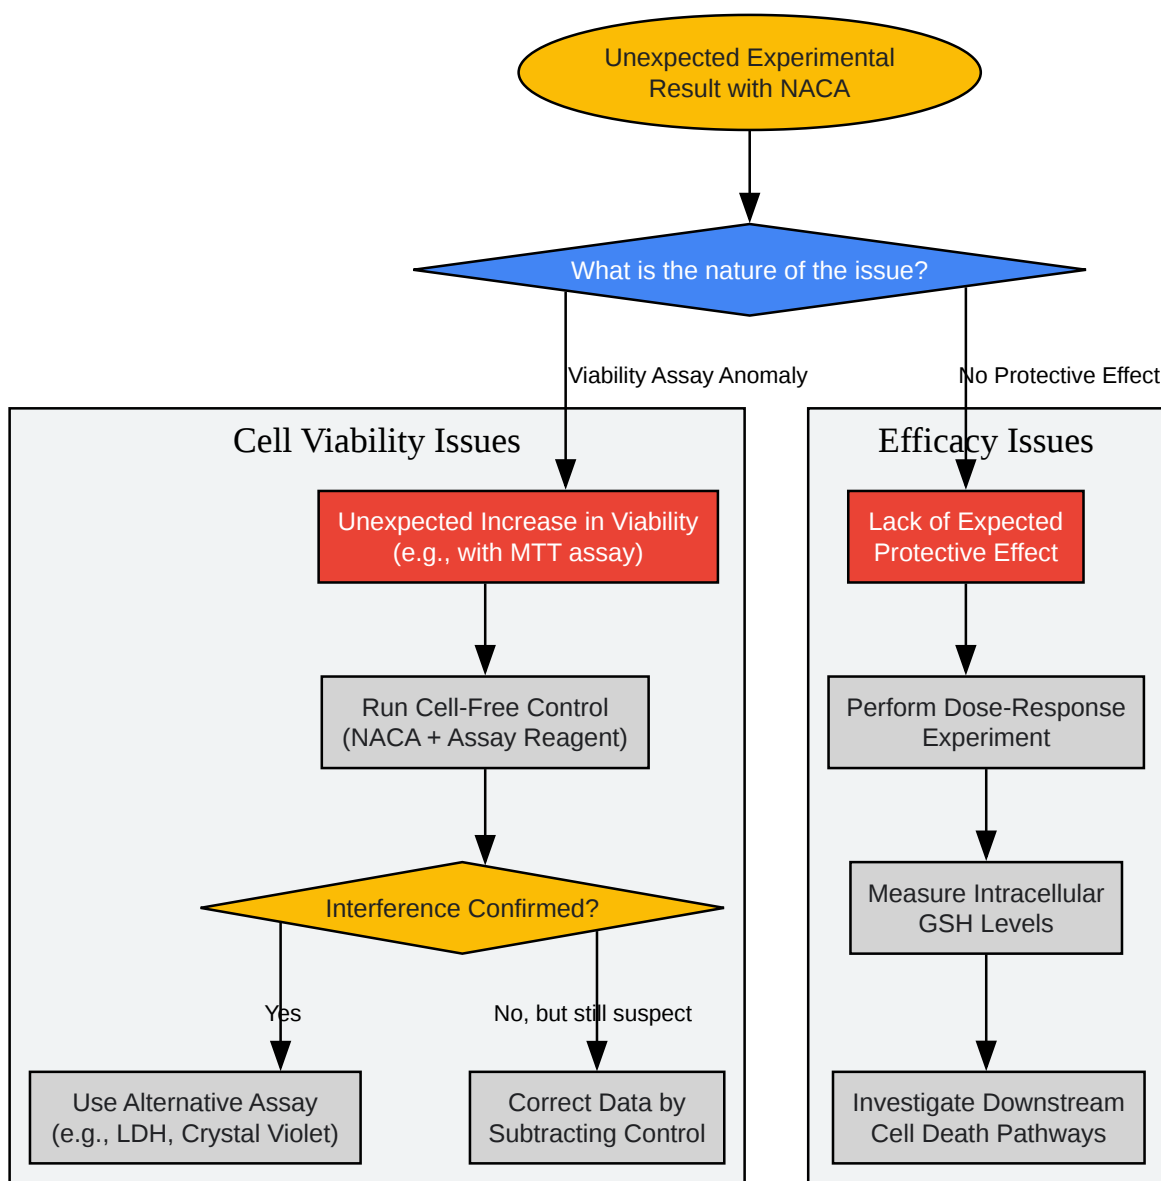 Unexpected Experimental
Result with NACA
What is the nature of the issue?
Viability Assay Anomaly
No Protective Effect
Cell Viability Issues
Efficacy Issues
Unexpected Increase in Viability
(e.g., with MTT assay)
Lack of Expected
Protective Effect
Run Cell-Free Control
(NACA + Assay Reagent)
Perform Dose-Response
Experiment
Interference Confirmed?
Measure Intracellular
GSH Levels
Yes
No, but still suspect
Use Alternative Assay
(e.g., LDH, Crystal Violet)
Correct Data by
Subtracting Control
Investigate Downstream
Cell Death Pathways